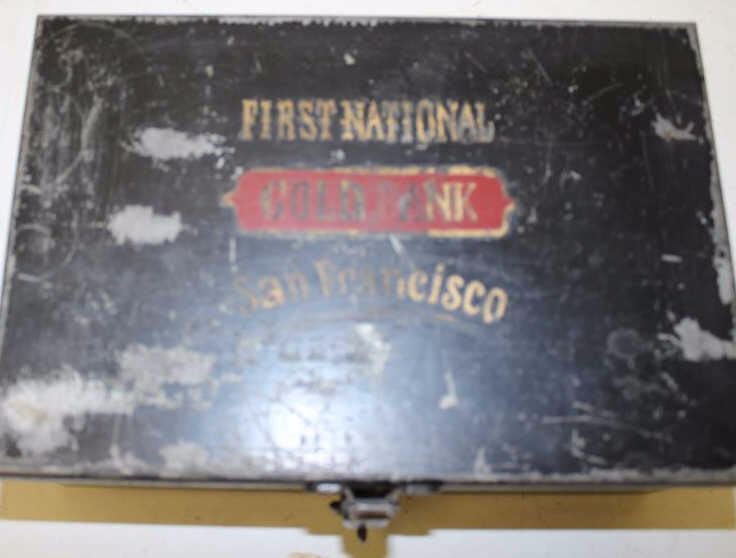 FIRST NATIONAL
GOLD BANK
San Francisco